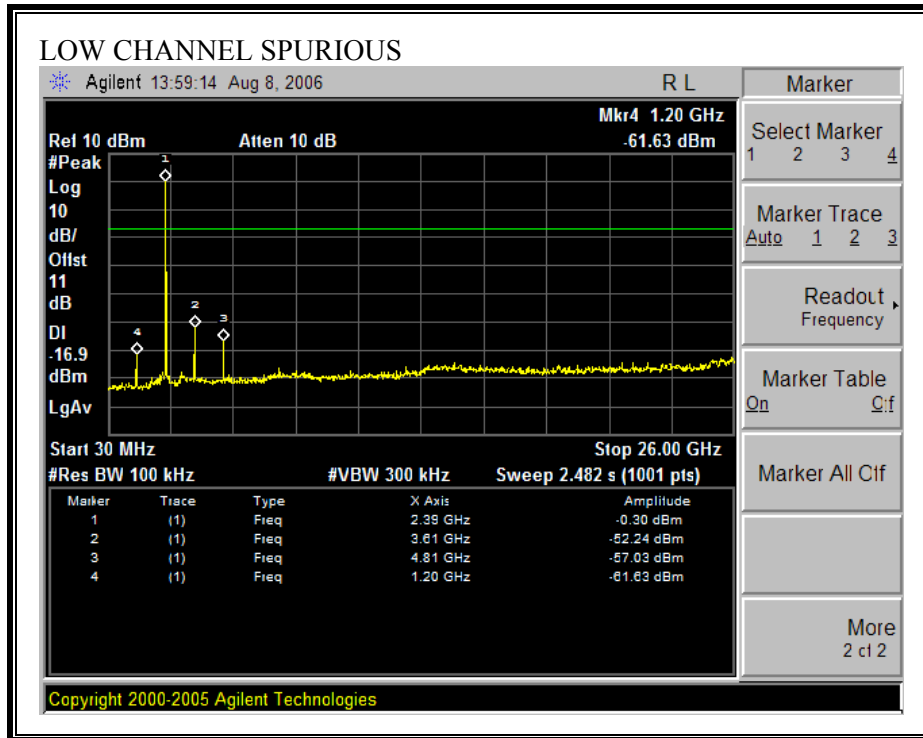 LOW CHANNEL SPURIOUS
Agilent 13:59:14 Aug 8, 2006 R L
Mkr4 1.20 GHz
Ref 10 dBm Atten 10 dB -61.63 dBm
#Peak
Log
10
dB/
Offst
11
dB
DI
-16.9
dBm
LgAv
1
2
3
4
Start 30 MHz Stop 26.00 GHz
#Res BW 100 kHz #VBW 300 kHz Sweep 2.482 s (1001 pts)
Marker Trace Type X Axis Amplitude
1 (1) Freq 2.39 GHz -0.30 dBm
2 (1) Freq 3.61 GHz -52.24 dBm
3 (1) Freq 4.81 GHz -57.03 dBm
4 (1) Freq 1.20 GHz -61.63 dBm
Copyright 2000-2005 Agilent Technologies
Marker
Select Marker
1 2 3 4
Marker Trace
Auto 1 2 3
Readout
Frequency
Marker Table
On Off
Marker All Off
More
2 of 2